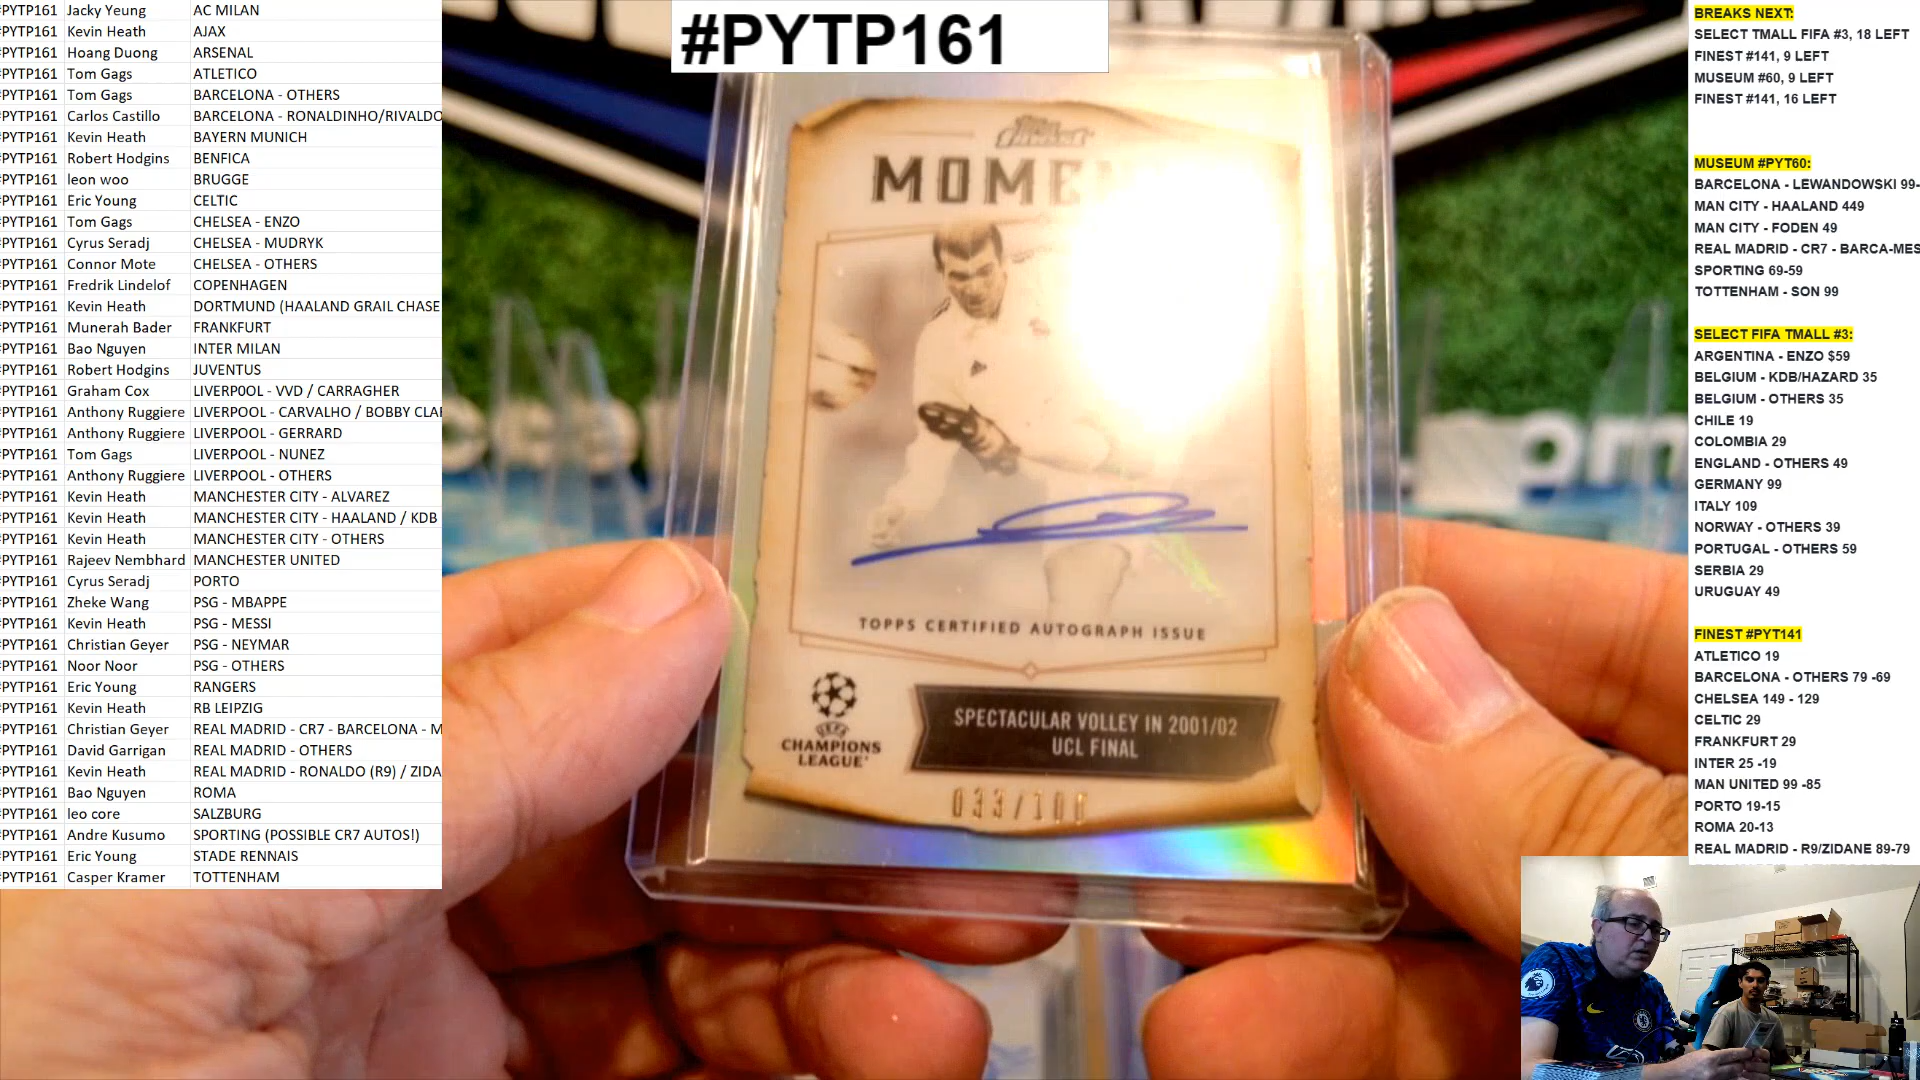 #PYTP161 Jacky Yeung AC MILAN
#PYTP161 Kevin Heath AJAX
#PYTP161 Hoang Duong ARSENAL
#PYTP161 Tom Gags ATLETICO
#PYTP161 Tom Gags BARCELONA - OTHERS
#PYTP161 Carlos Castillo BARCELONA - RONALDINHO/RIVALDO
#PYTP161 Kevin Heath BAYERN MUNICH
#PYTP161 Robert Hodgins BENFICA
#PYTP161 leon woo BRUGGE
#PYTP161 Eric Young CELTIC
#PYTP161 Tom Gags CHELSEA - ENZO
#PYTP161 Cyrus Seradj CHELSEA - MUDRYK
#PYTP161 Connor Mote CHELSEA - OTHERS
#PYTP161 Fredrik Lindelof COPENHAGEN
#PYTP161 Kevin Heath DORTMUND (HAALAND GRAIL CHASE
#PYTP161 Munerah Bader FRANKFURT
#PYTP161 Bao Nguyen INTER MILAN
#PYTP161 Robert Hodgins JUVENTUS
#PYTP161 Graham Cox LIVERP0OL - VVD / CARRAGHER
#PYTP161 Anthony Ruggiere LIVERPOOL - CARVALHO / BOBBY CLA
#PYTP161 Anthony Ruggiere LIVERPOOL - GERRARD
#PYTP161 Tom Gags LIVERPOOL - NUNEZ
#PYTP161 Anthony Ruggiere LIVERPOOL - OTHERS
#PYTP161 Kevin Heath MANCHESTER CITY - ALVAREZ
#PYTP161 Kevin Heath MANCHESTER CITY - HAALAND / KDB
#PYTP161 Kevin Heath MANCHESTER CITY - OTHERS
#PYTP161 Rajeev Nembhard MANCHESTER UNITED
#PYTP161 Cyrus Seradj PORTO
#PYTP161 Zheke Wang PSG - MBAPPE
#PYTP161 Kevin Heath PSG - MESSI
#PYTP161 Christian Geyer PSG - NEYMAR
#PYTP161 Noor Noor PSG - OTHERS
#PYTP161 Eric Young RANGERS
#PYTP161 Kevin Heath RB LEIPZIG
#PYTP161 Christian Geyer REAL MADRID - CR7 - BARCELONA - M
#PYTP161 David Garrigan REAL MADRID - OTHERS
#PYTP161 Kevin Heath REAL MADRID - RONALDO (R9) / ZIDA
#PYTP161 Bao Nguyen ROMA
#PYTP161 leo core SALZBURG
#PYTP161 Andre Kusumo SPORTING (POSSIBLE CR7 AUTOS!)
#PYTP161 Eric Young STADE RENNAIS
#PYTP161 Casper Kramer TOTTENHAM
#PYTP161
Topps
Finest
MOME
TOPPS CERTIFIED AUTOGRAPH ISSUE
UEFA
CHAMPIONS
LEAGUE
SPECTACULAR VOLLEY IN 2001/02
UCL FINAL
033/100
BREAKS NEXT:
SELECT TMALL FIFA #3, 18 LEFT
FINEST #141, 9 LEFT
MUSEUM #60, 9 LEFT
FINEST #141, 16 LEFT
MUSEUM #PYT60:
BARCELONA - LEWANDOWSKI 99-
MAN CITY - HAALAND 449
MAN CITY - FODEN 49
REAL MADRID - CR7 - BARCA-MES
SPORTING 69-59
TOTTENHAM - SON 99
SELECT FIFA TMALL #3:
ARGENTINA - ENZO $59
BELGIUM - KDB/HAZARD 35
BELGIUM - OTHERS 35
CHILE 19
COLOMBIA 29
ENGLAND - OTHERS 49
GERMANY 99
ITALY 109
NORWAY - OTHERS 39
PORTUGAL - OTHERS 59
SERBIA 29
URUGUAY 49
FINEST #PYT141
ATLETICO 19
BARCELONA - OTHERS 79 -69
CHELSEA 149 - 129
CELTIC 29
FRANKFURT 29
INTER 25 -19
MAN UNITED 99 -85
PORTO 19-15
ROMA 20-13
REAL MADRID - R9/ZIDANE 89-79